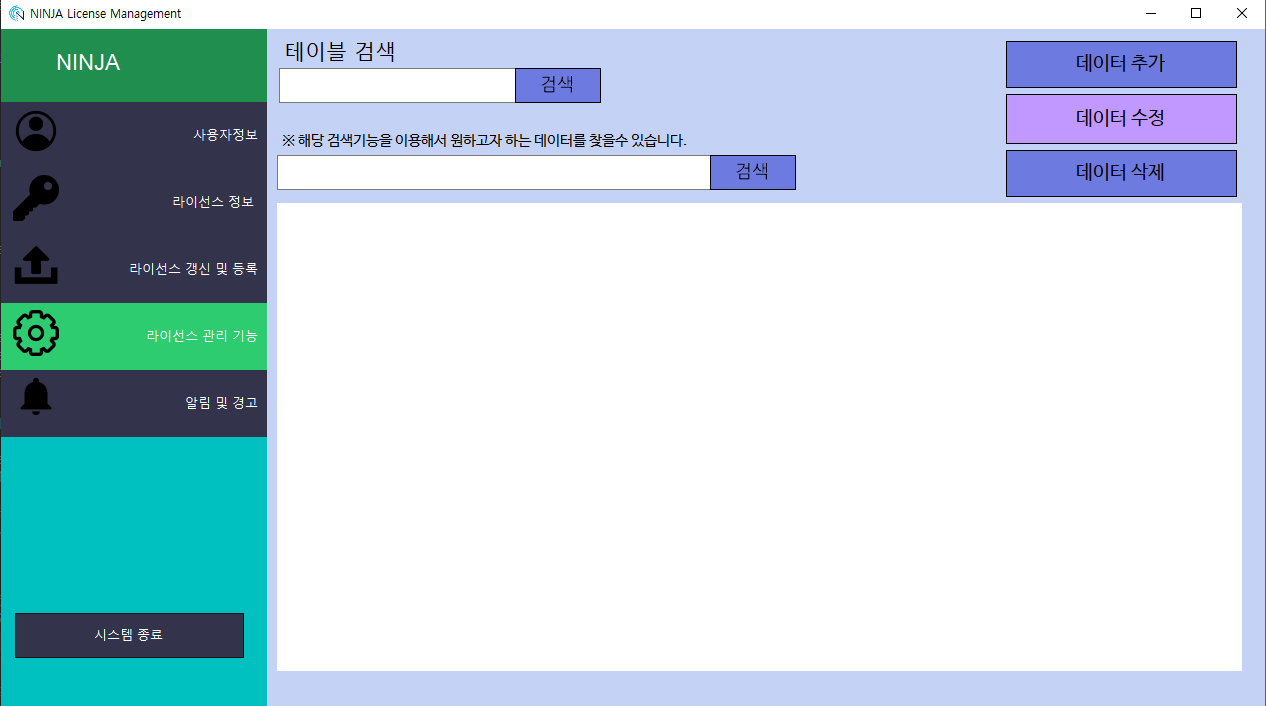 NINJA License Management
NINJA
사용자정보
라이선스 정보
라이선스 갱신 및 등록
라이선스 관리 기능
알림 및 경고
시스템 종료
테이블 검색
검색
※ 해당 검색기능을 이용해서 원하고자 하는 데이터를 찾을수 있습니다.
검색
데이터 추가
데이터 수정
데이터 삭제